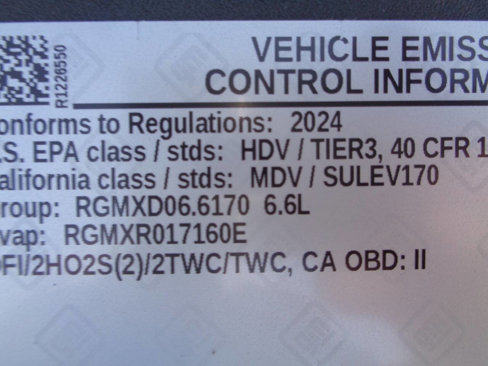 R1226550
VEHICLE EMISS
CONTROL INFORM
onforms to Regulations: 2024
.S. EPA class / stds: HDV / TIER3, 40 CFR 1
alifornia class / stds: MDV / SULEV170
roup: RGMXD06.6170 6.6L
vap: RGMXR017160E
FI/2HO2S(2)/2TWC/TWC, CA OBD: II